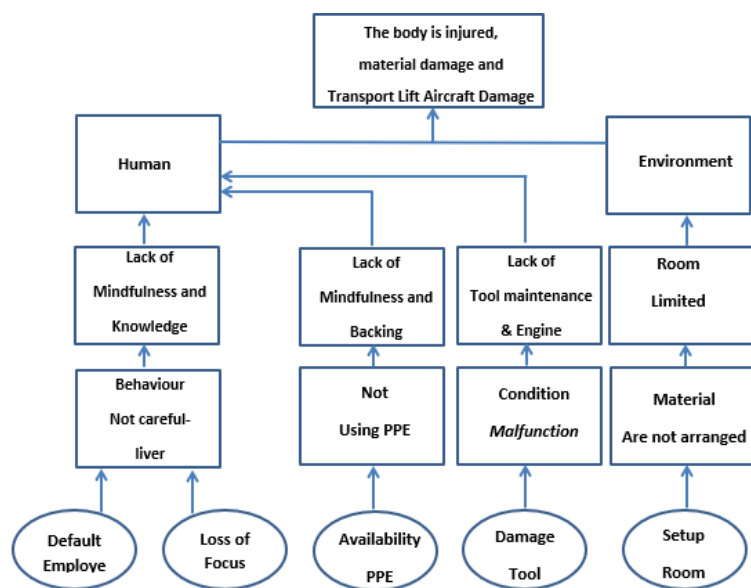 The body is injured,
material damage and
Transport Lift Aircraft Damage
Human
Environment
Lack of
Mindfulness and
Knowledge
Lack of
Mindfulness and
Backing
Lack of
Tool maintenance
& Engine
Room
Limited
Behaviour
Not careful-
liver
Not
Using PPE
Condition
Malfunction
Material
Are not arranged
Default
Employe
Loss of
Focus
Availability
PPE
Damage
Tool
Setup
Room